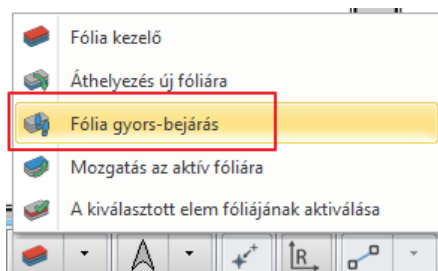 Fólia kezelő
Áthelyezés új fóliára
Fólia gyors-bejárás
Mozgatás az aktív fóliára
A kiválasztott elem fóliájának aktiválása
R